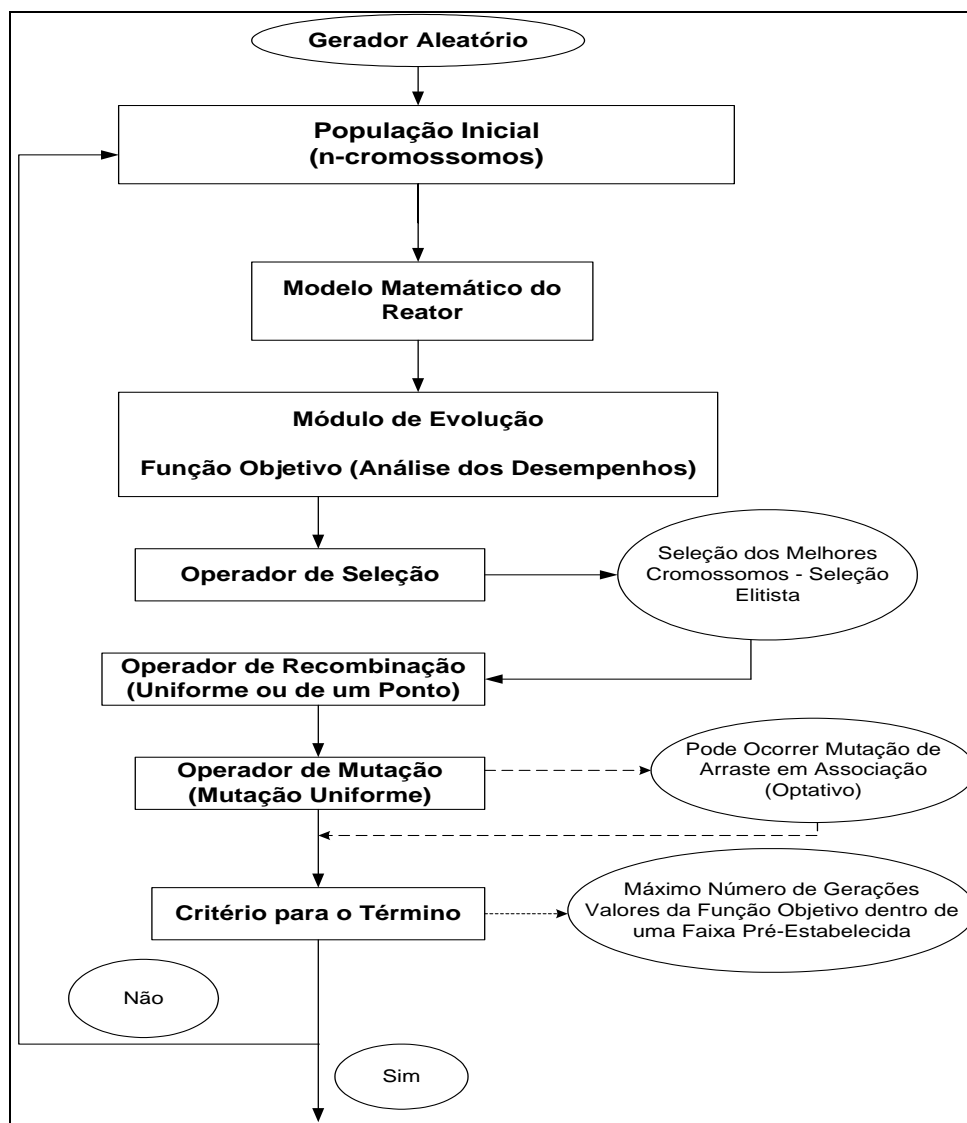 Gerador Aleatório
População Inicial
(n-cromossomos)
Modelo Matemático do
Reator
Módulo de Evolução
Função Objetivo (Análise dos Desempenhos)
Operador de Seleção
Seleção dos Melhores
Cromossomos - Seleção
Elitista
Operador de Recombinação
(Uniforme ou de um Ponto)
Operador de Mutação
(Mutação Uniforme)
Pode Ocorrer Mutação de
Arraste em Associação
(Optativo)
Critério para o Término
Máximo Número de Gerações
Valores da Função Objetivo dentro de
uma Faixa Pré-Estabelecida
Não
Sim